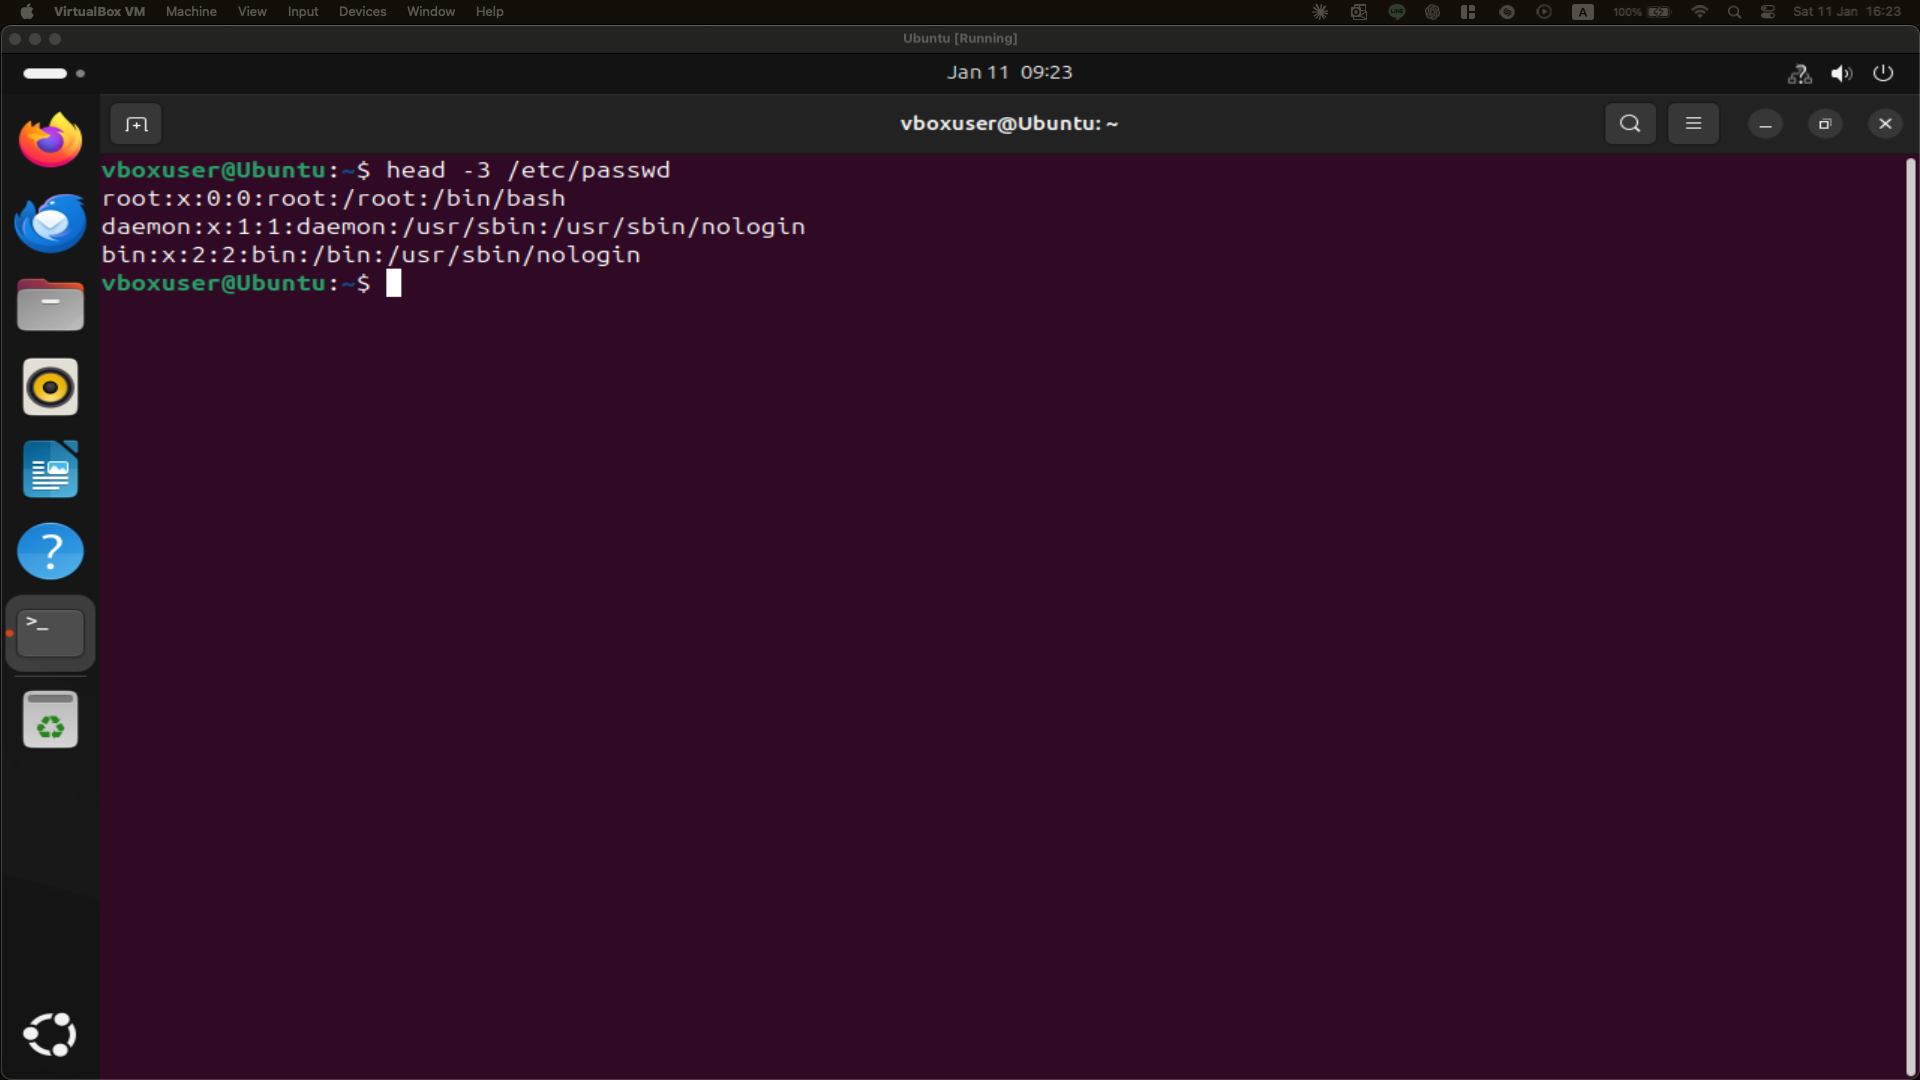 VirtualBox VM Machine View Input Devices Window Help A 100% Sat 11 Jan 16:23
Ubuntu [Running]
Jan 11 09:23
vboxuser@Ubuntu: ~
vboxuser@Ubuntu:~$ head -3 /etc/passwd
root:x:0:0:root:/root:/bin/bash
daemon:x:1:1:daemon:/usr/sbin:/usr/sbin/nologin
bin:x:2:2:bin:/bin:/usr/sbin/nologin
vboxuser@Ubuntu:~$